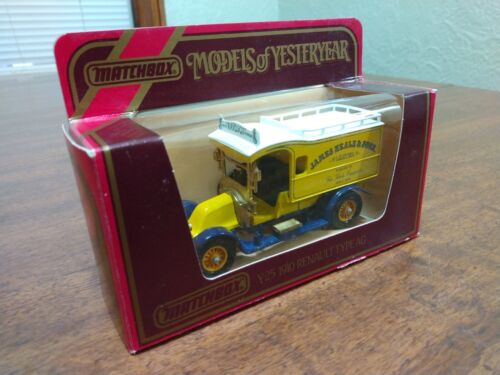 MATCHBOX
MODELS of YESTERYEAR
JAMES NEALE & SONS
MATCHBOX
Y-25 1910 RENAULT TYPE AG